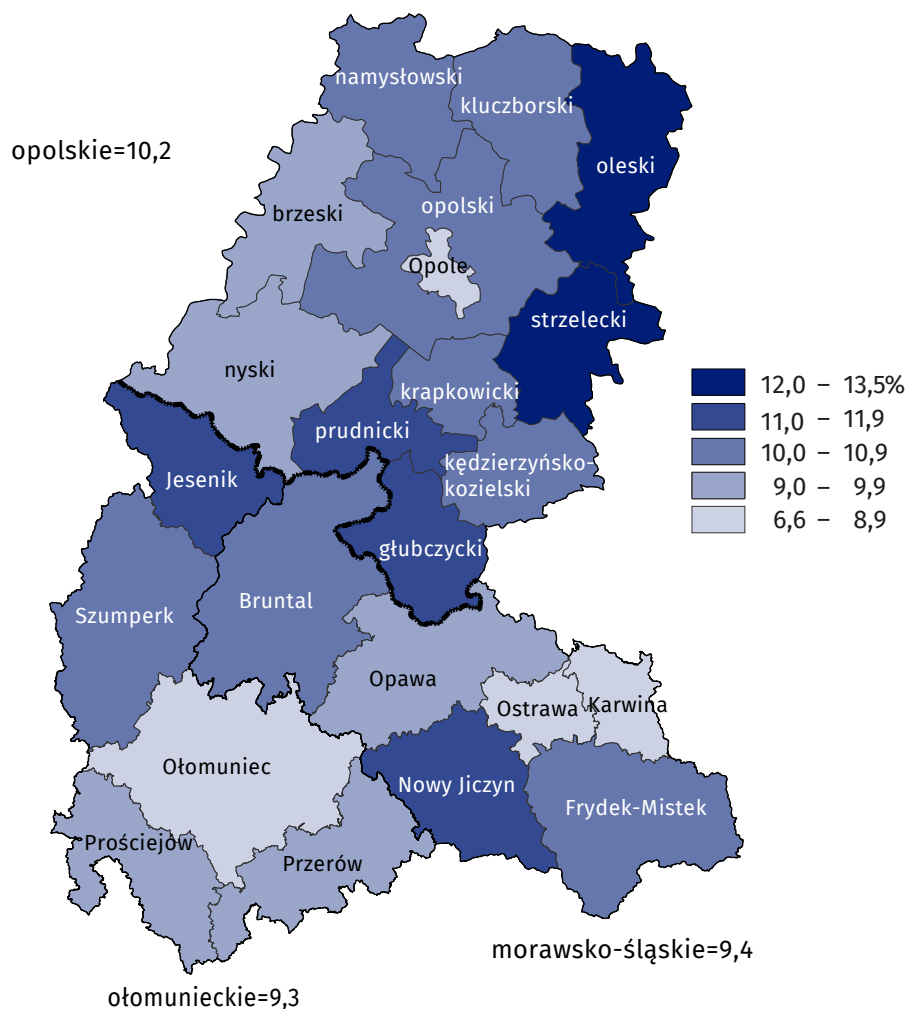 namysłowski
kluczborski
opolskie=10,2
oleski
brzeski
opolski
Opole
strzelecki
nyski
krapkowicki
12,0 – 13,5%
11,0 – 11,9
10,0 – 10,9
9,0 – 9,9
6,6 – 8,9
prudnicki
kędzierzyńsko-
kozielski
Jesenik
głubczycki
Szumperk
Bruntal
Opawa
Ostrawa
Karwina
Ołomuniec
Nowy Jiczyn
Frydek-Mistek
Prościejów
Przerów
morawsko-śląskie=9,4
ołomunieckie=9,3